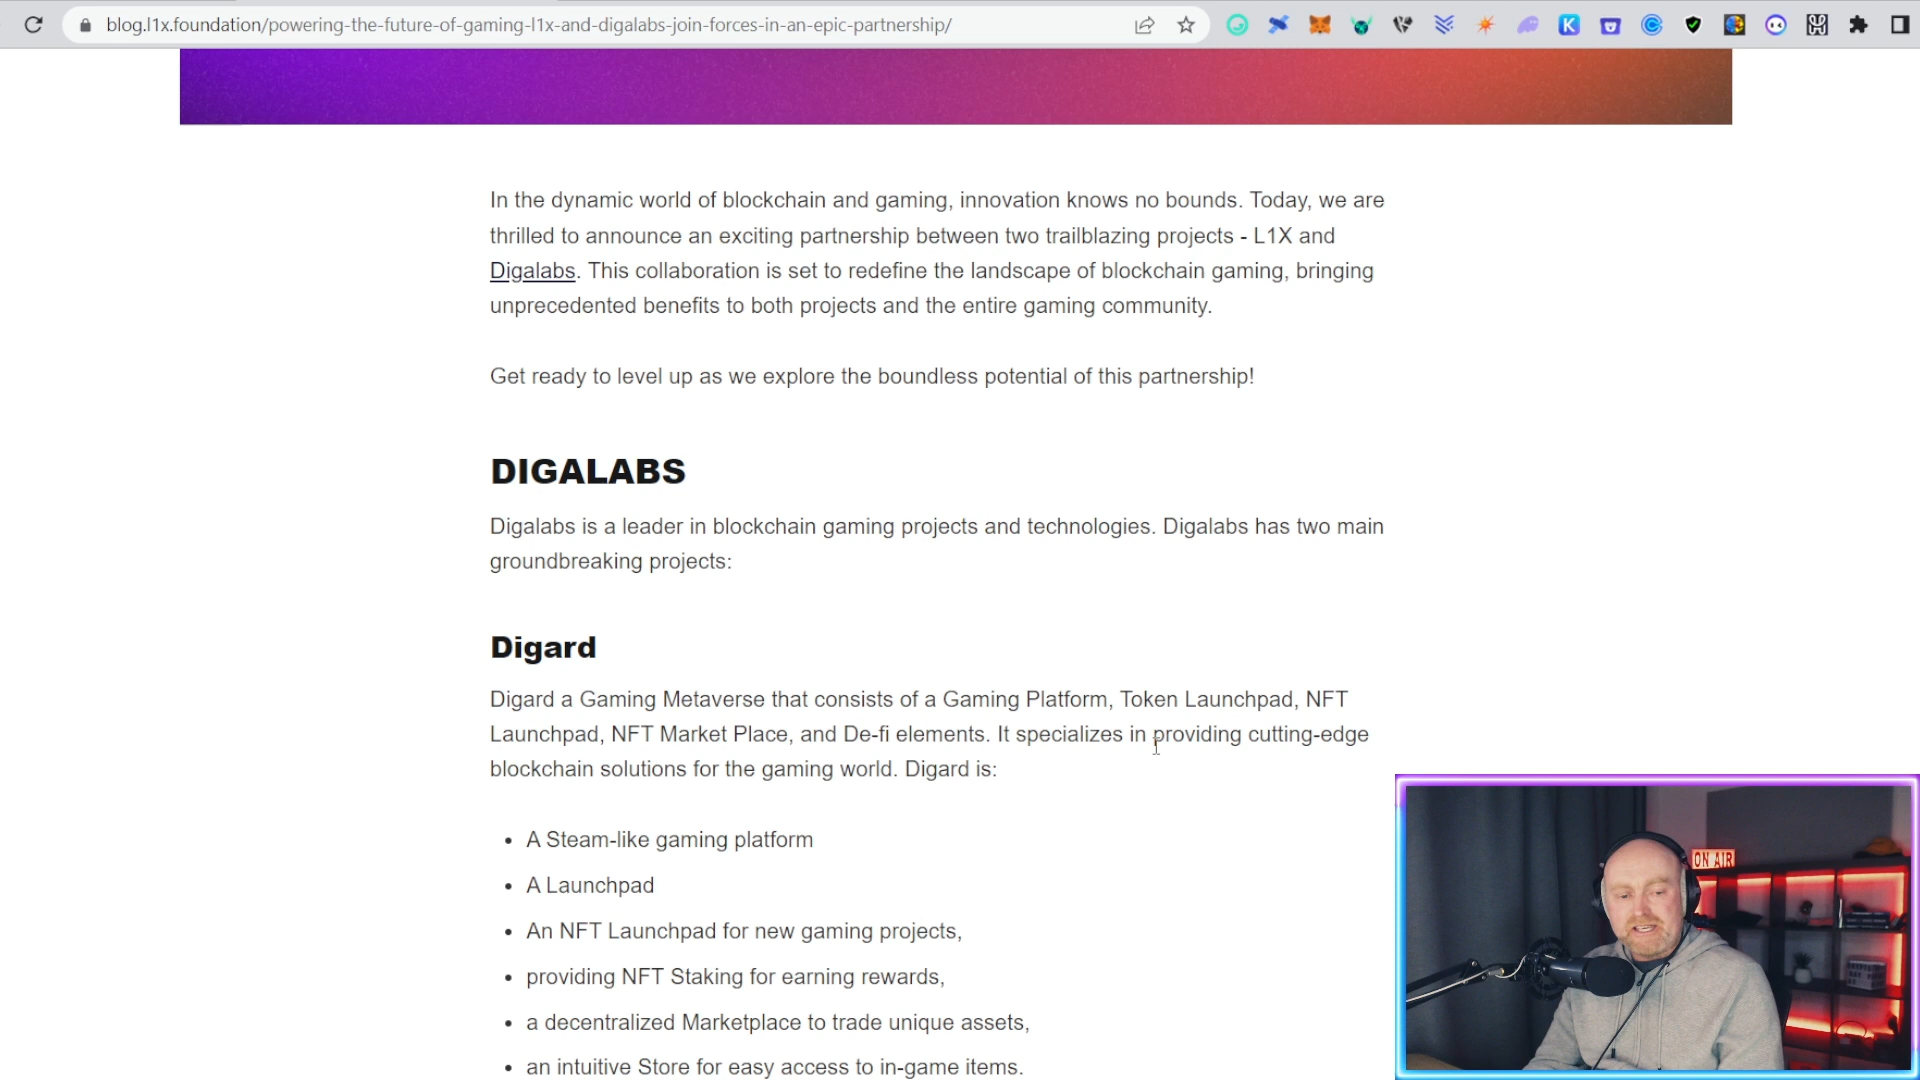 blog.l1x.foundation/powering-the-future-of-gaming-l1x-and-digalabs-join-forces-in-an-epic-partnership/
In the dynamic world of blockchain and gaming, innovation knows no bounds. Today, we are
thrilled to announce an exciting partnership between two trailblazing projects - L1X and
Digalabs. This collaboration is set to redefine the landscape of blockchain gaming, bringing
unprecedented benefits to both projects and the entire gaming community.
Get ready to level up as we explore the boundless potential of this partnership!
DIGALABS
Digalabs is a leader in blockchain gaming projects and technologies. Digalabs has two main
groundbreaking projects:
Digard
Digard a Gaming Metaverse that consists of a Gaming Platform, Token Launchpad, NFT
Launchpad, NFT Market Place, and De-fi elements. It specializes in providing cutting-edge
blockchain solutions for the gaming world. Digard is:
• A Steam-like gaming platform
• A Launchpad
• An NFT Launchpad for new gaming projects,
• providing NFT Staking for earning rewards,
• a decentralized Marketplace to trade unique assets,
• an intuitive Store for easy access to in-game items.
ON AIR